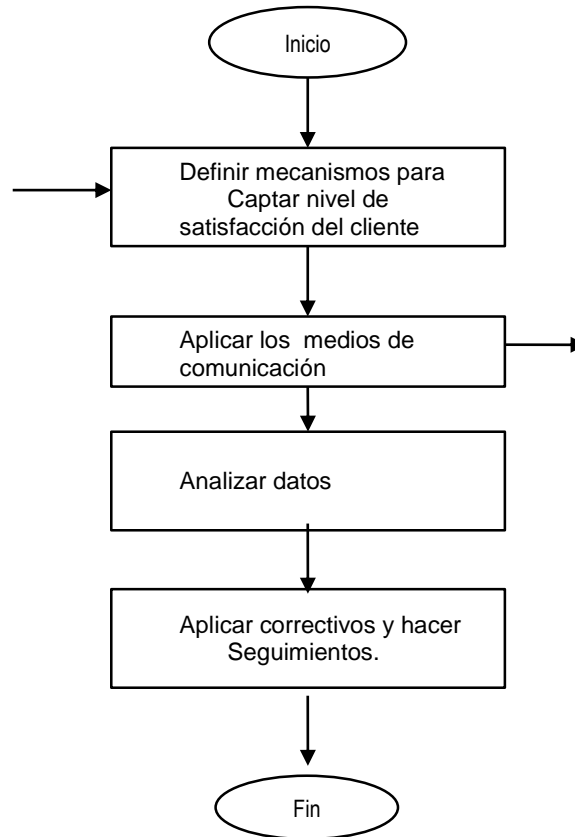 Inicio
Definir mecanismos para
Captar nivel de
satisfacción del cliente
Aplicar los medios de
comunicación
Analizar datos
Aplicar correctivos y hacer
Seguimientos.
Fin